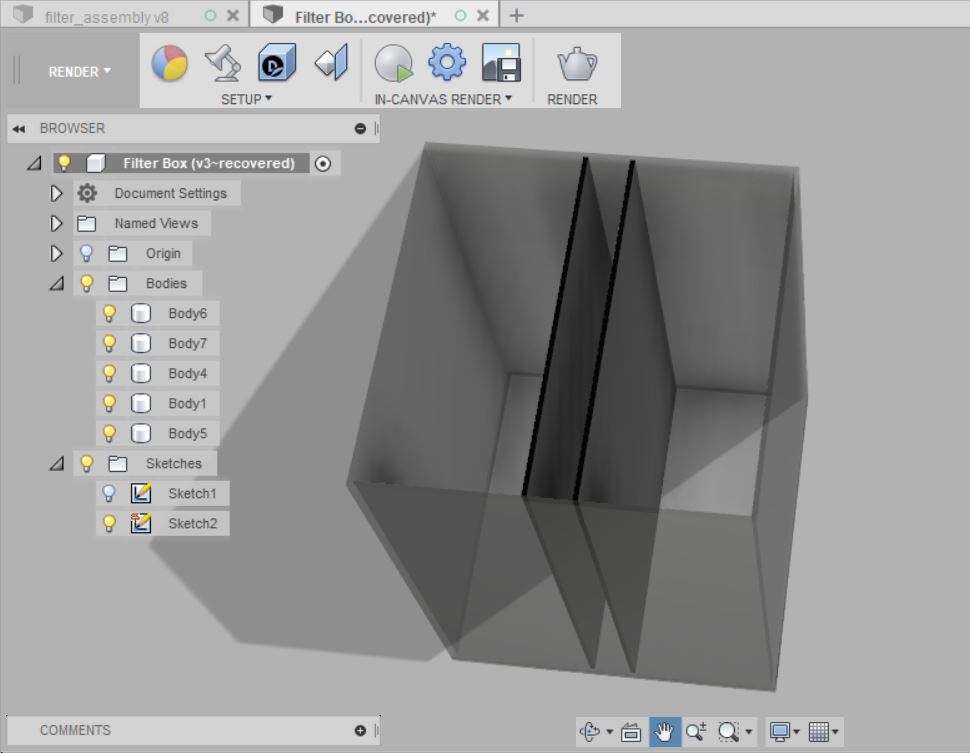 filter_assembly v8
Filter Bo...covered)*
RENDER
SETUP
IN-CANVAS RENDER
RENDER
BROWSER
Filter Box (v3~recovered)
Document Settings
Named Views
Origin
Bodies
Body6
Body7
Body4
Body1
Body5
Sketches
Sketch1
Sketch2
COMMENTS